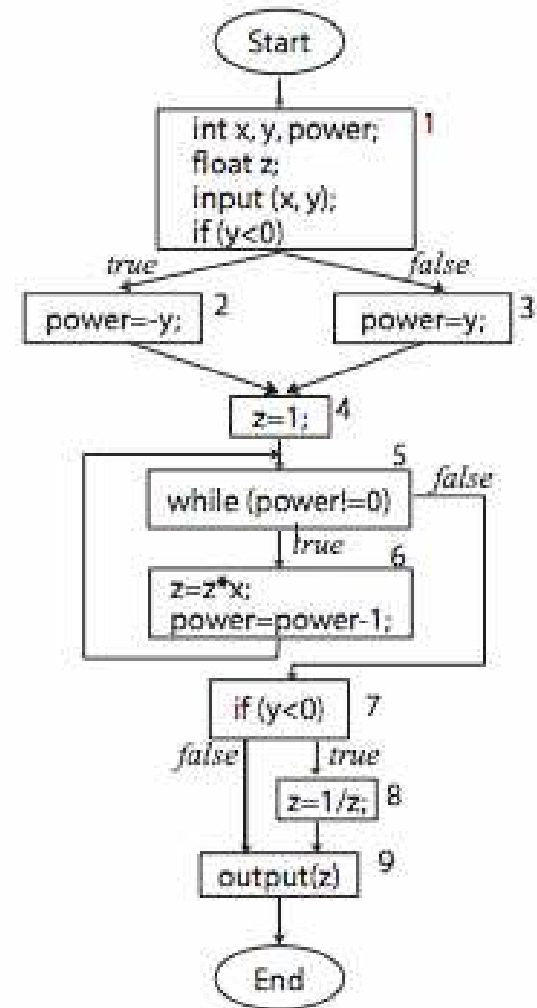 Start
1
int x, y, power;
float z;
input (x, y);
if (y<0)
true
false
2
power=-y;
3
power=y;
z=1;
4
5
while (power!=0)
false
true
6
z=z*x;
power=power-1;
if (y<0)
7
false
true
z=1/z;
8
9
output(z)
End